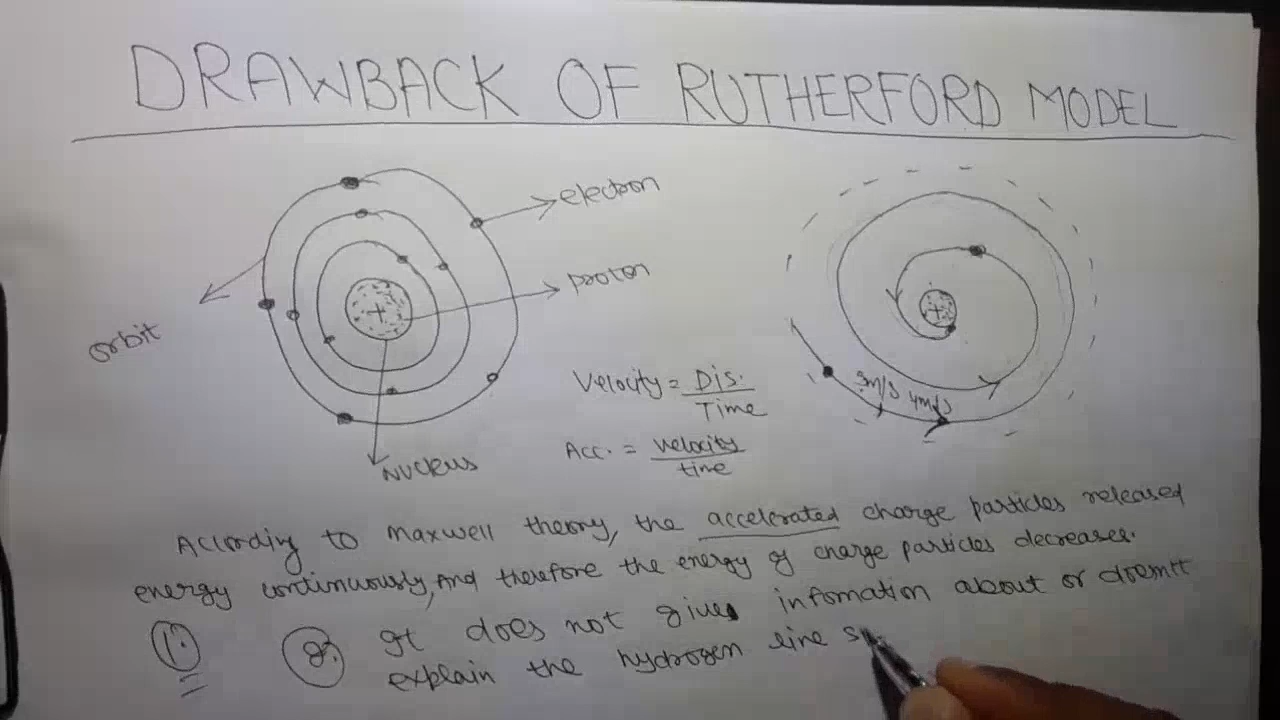 DRAWBACK OF RUTHERFORD MODEL
electron
proton
orbit
+
+
3m/s 4m/s
Velocity = Dis.
Time
Acc. = velocity
time
Nucleus
According to Maxwell theory, the accelerated charge particles released
energy continuously, And therefore the energy of charge particles decreases.
1. 2. It does not gives infomation about or doesn't
explain the hydrogen line s